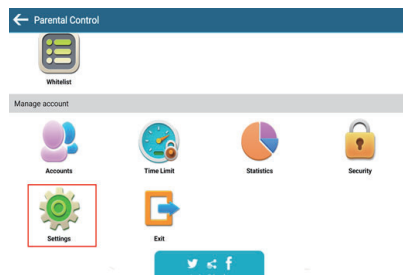 Parental Control
Whitelist
Manage account
Accounts
Time Limit
Statistics
Security
Settings
Exit